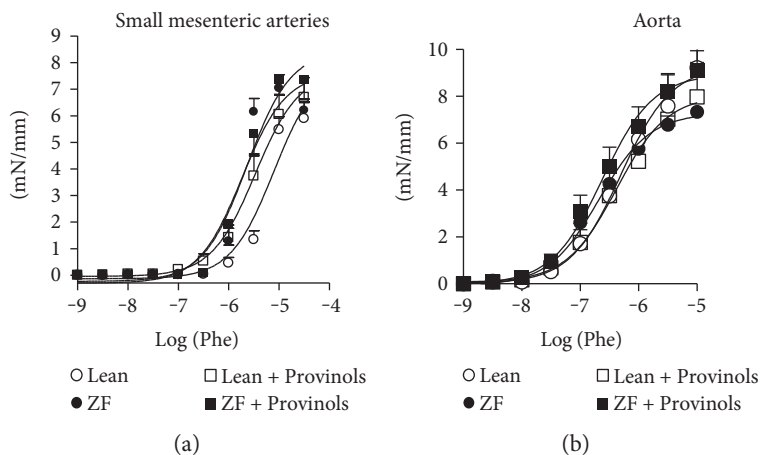 Small mesenteric arteries
9
8
7
6
5
4
3
2
1
0
(mN/mm)
−9 −8 −7 −6 −5 −4
Log (Phe)
Lean
Lean + Provinols
ZF
ZF + Provinols
(a)
Aorta
10
8
6
4
2
0
(mN/mm)
−9 −8 −7 −6 −5
Log (Phe)
Lean
Lean + Provinols
ZF
ZF + Provinols
(b)